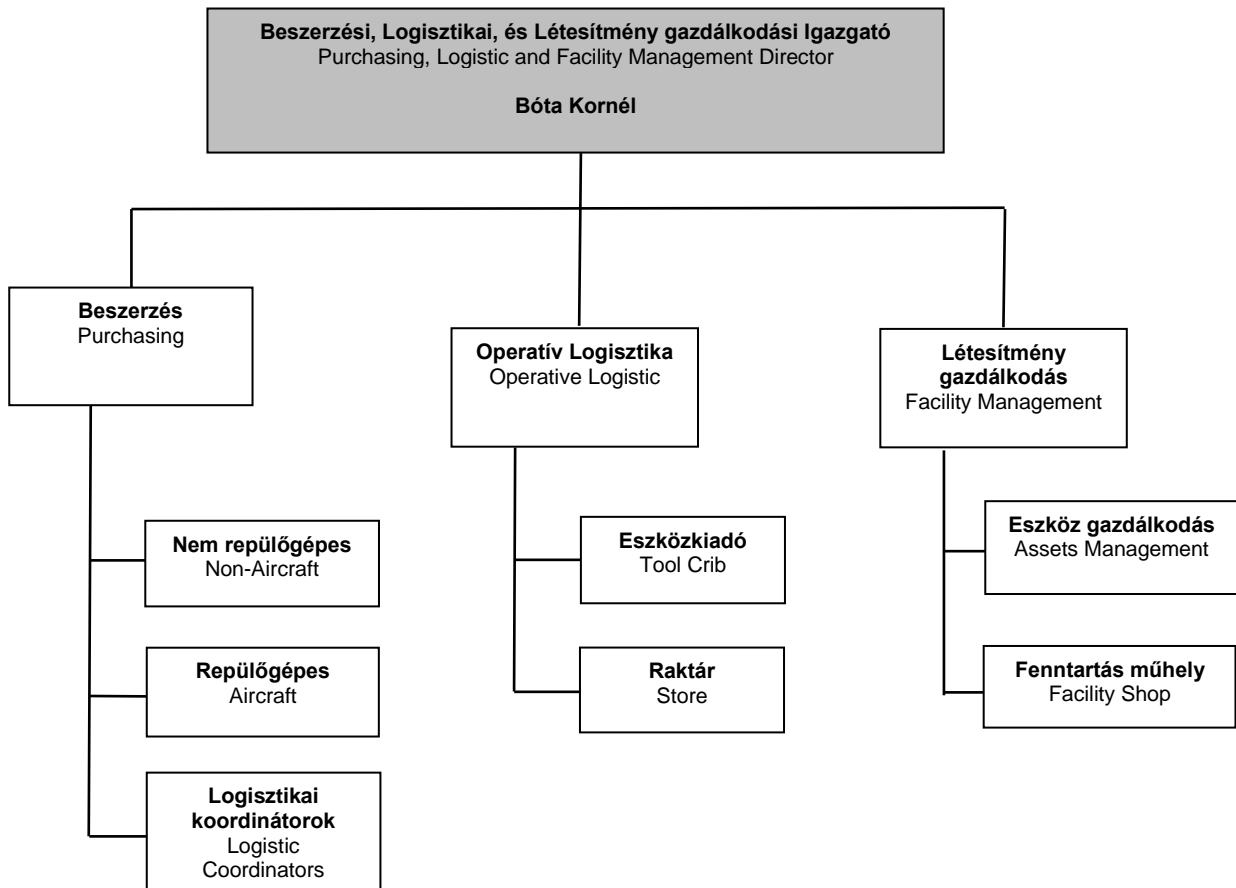 Beszerzési, Logisztikai, és Létesítmény gazdálkodási Igazgató
Purchasing, Logistic and Facility Management Director
Bóta Kornél
Beszerzés
Purchasing
Operatív Logisztika
Operative Logistic
Létesítmény
gazdálkodás
Facility Management
Nem repülőgépes
Non-Aircraft
Repülőgépes
Aircraft
Logisztikai
koordinátorok
Logistic
Coordinators
Eszközkiadó
Tool Crib
Raktár
Store
Eszköz gazdálkodás
Assets Management
Fenntartás műhely
Facility Shop